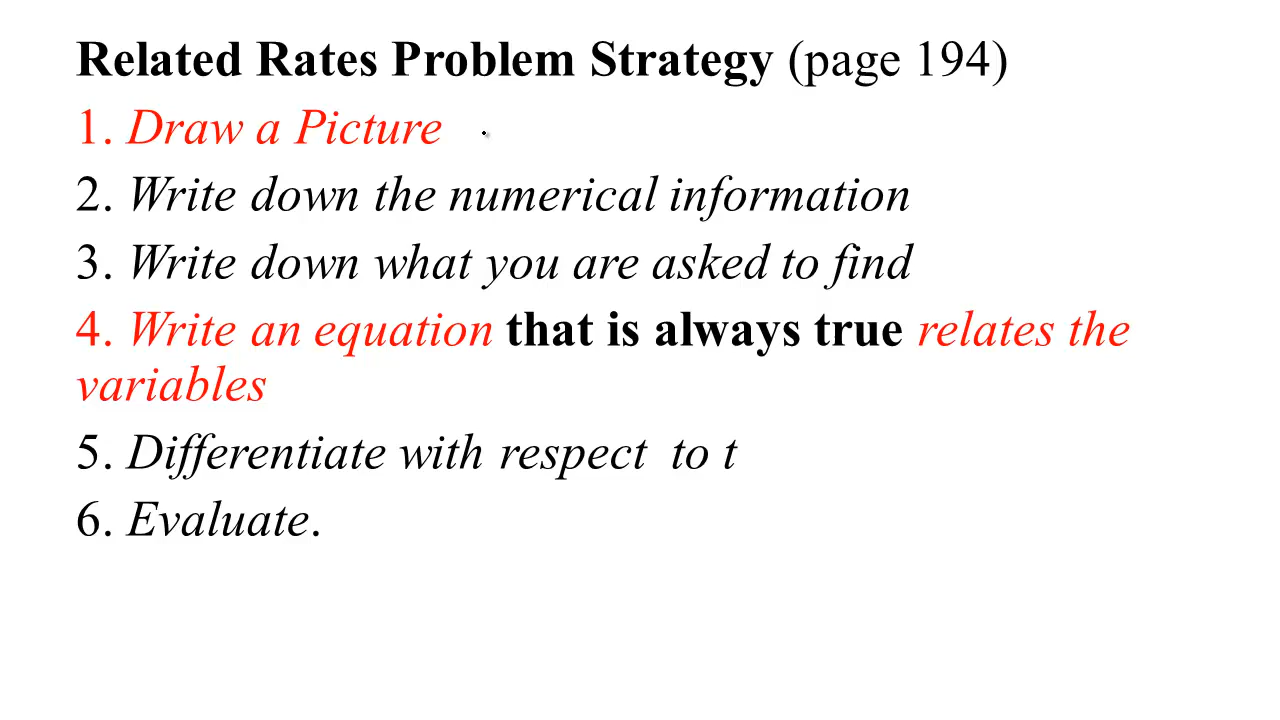 Related Rates Problem Strategy (page 194)
1. Draw a Picture
2. Write down the numerical information
3. Write down what you are asked to find
4. Write an equation that is always true relates the
variables
5. Differentiate with respect  to t
6. Evaluate.